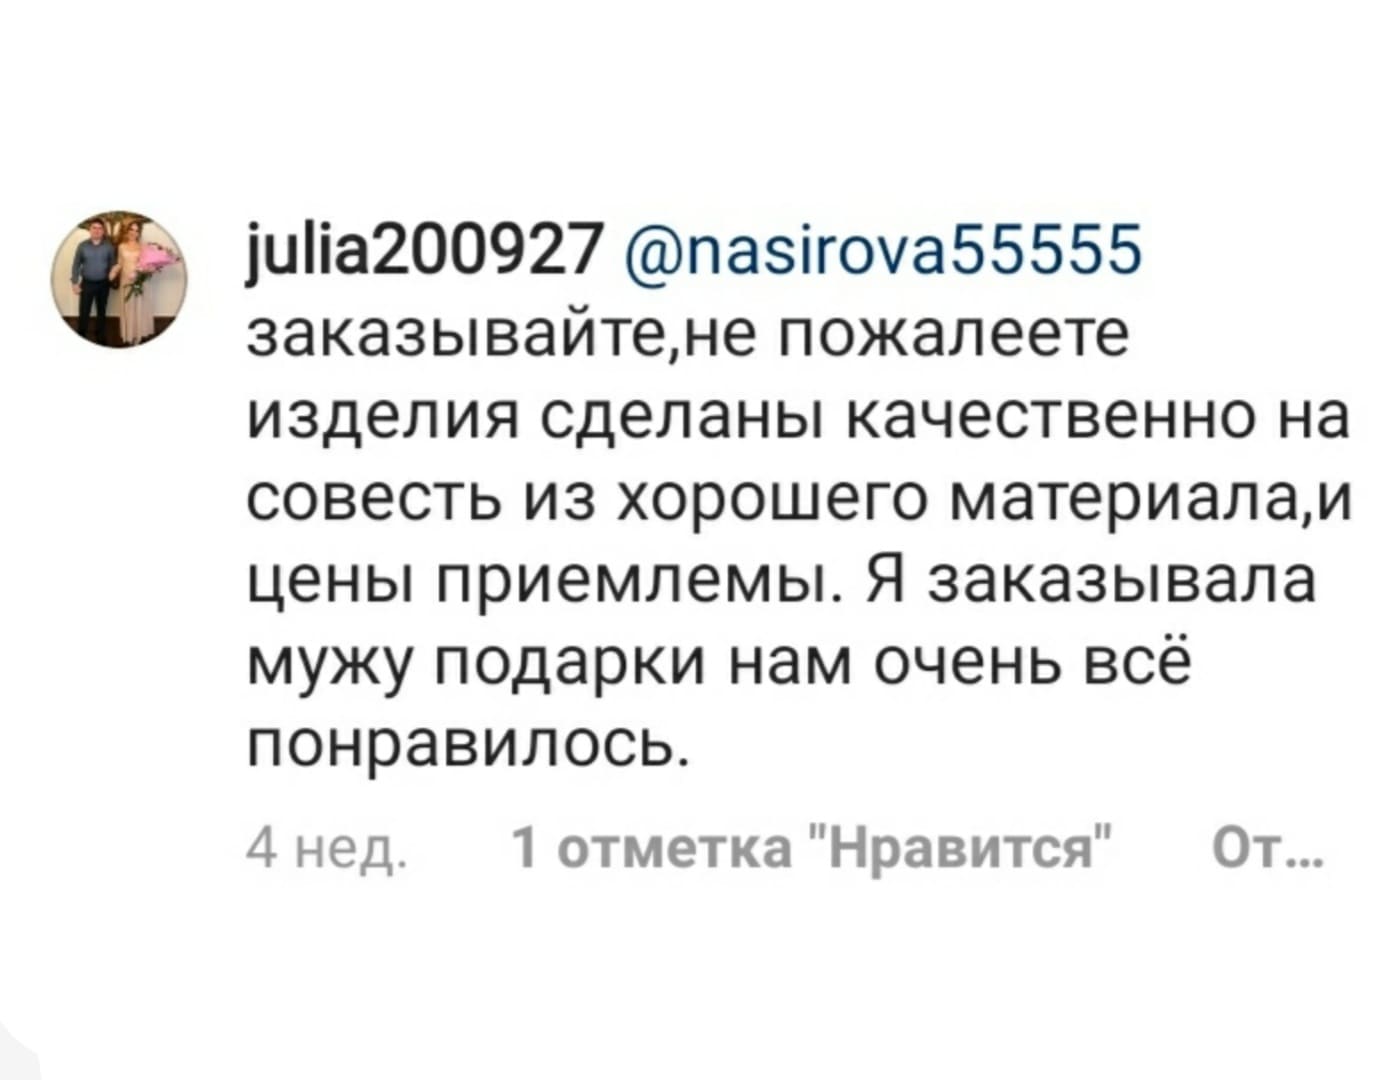 julia200927 @nasirova55555
заказывайте,не пожалеете
изделия сделаны качественно на
совесть из хорошего материала,и
цены приемлемы. Я заказывала
мужу подарки нам очень всё
понравилось.
4 нед. 1 отметка "Нравится" От...